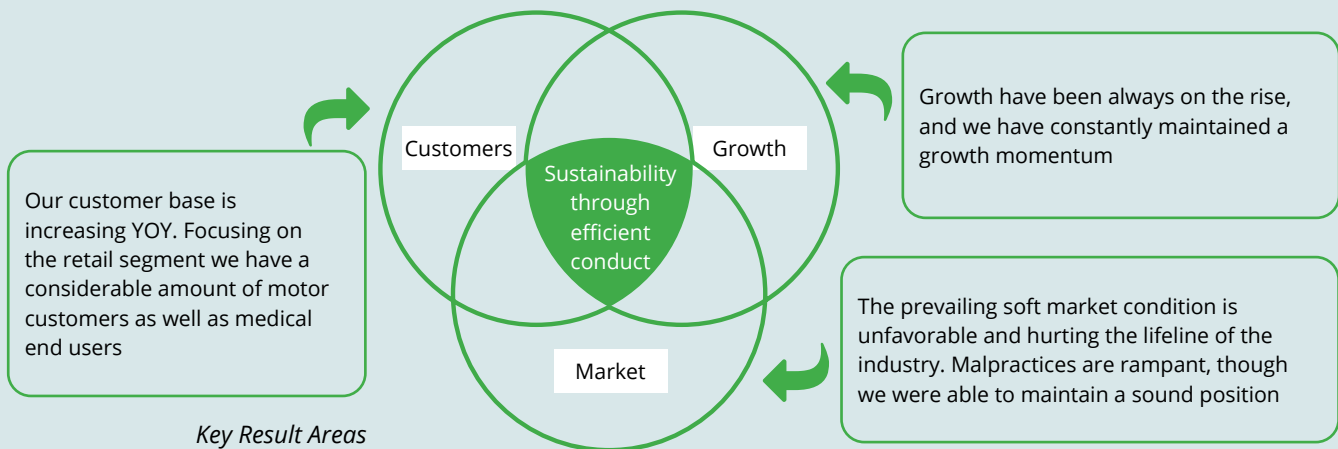 Customers
Growth
Sustainability
through
efficient
conduct
Market
Our customer base is
increasing YOY. Focusing on
the retail segment we have a
considerable amount of motor
customers as well as medical
end users
Growth have been always on the rise,
and we have constantly maintained a
growth momentum
The prevailing soft market condition is
unfavorable and hurting the lifeline of the
industry. Malpractices are rampant, though
we were able to maintain a sound position
Key Result Areas